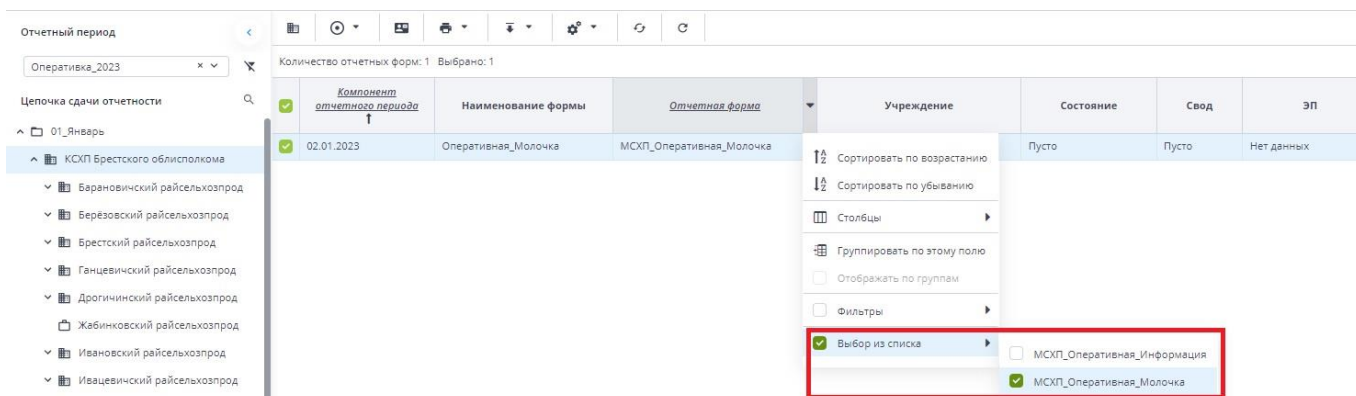 Отчетный период
Оперативка_2023
Цепочка сдачи отчетности
01_Январь
КСХП Брестского облисполкома
Барановичский райсельхозпрод
Берёзовский райсельхозпрод
Брестский райсельхозпрод
Ганцевичский райсельхозпрод
Дрогичинский райсельхозпрод
Жабинковский райсельхозпрод
Ивановский райсельхозпрод
Ивацевичский райсельхозпрод
Количество отчетных форм: 1 Выбрано: 1
Компонент
отчетного периода
Наименование формы
Отчетная форма
Учреждение
Состояние
Свод
ЭП
02.01.2023
Оперативная_Молочка
МСХП_Оперативная_Молочка
Пусто
Пусто
Нет данных
Сортировать по возрастанию
Сортировать по убыванию
Столбцы
Группировать по этому полю
Отображать по группам
Фильтры
Выбор из списка
МСХП_Оперативная_Информация
МСХП_Оперативная_Молочка